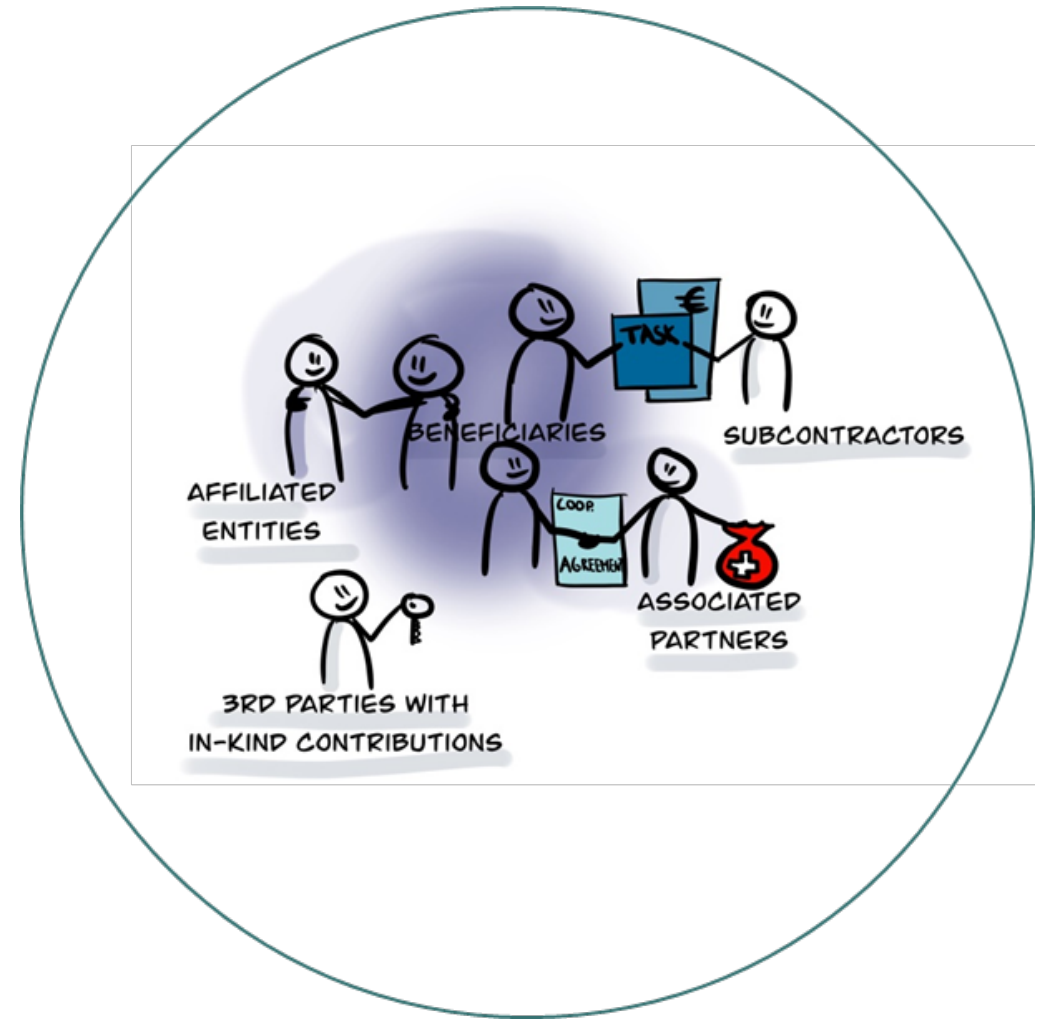 €
TASK
BENEFICIARIES
SUBCONTRACTORS
COOP.
AGREEMENT
AFFILIATED
ENTITIES
ASSOCIATED
PARTNERS
3RD PARTIES WITH
IN-KIND CONTRIBUTIONS